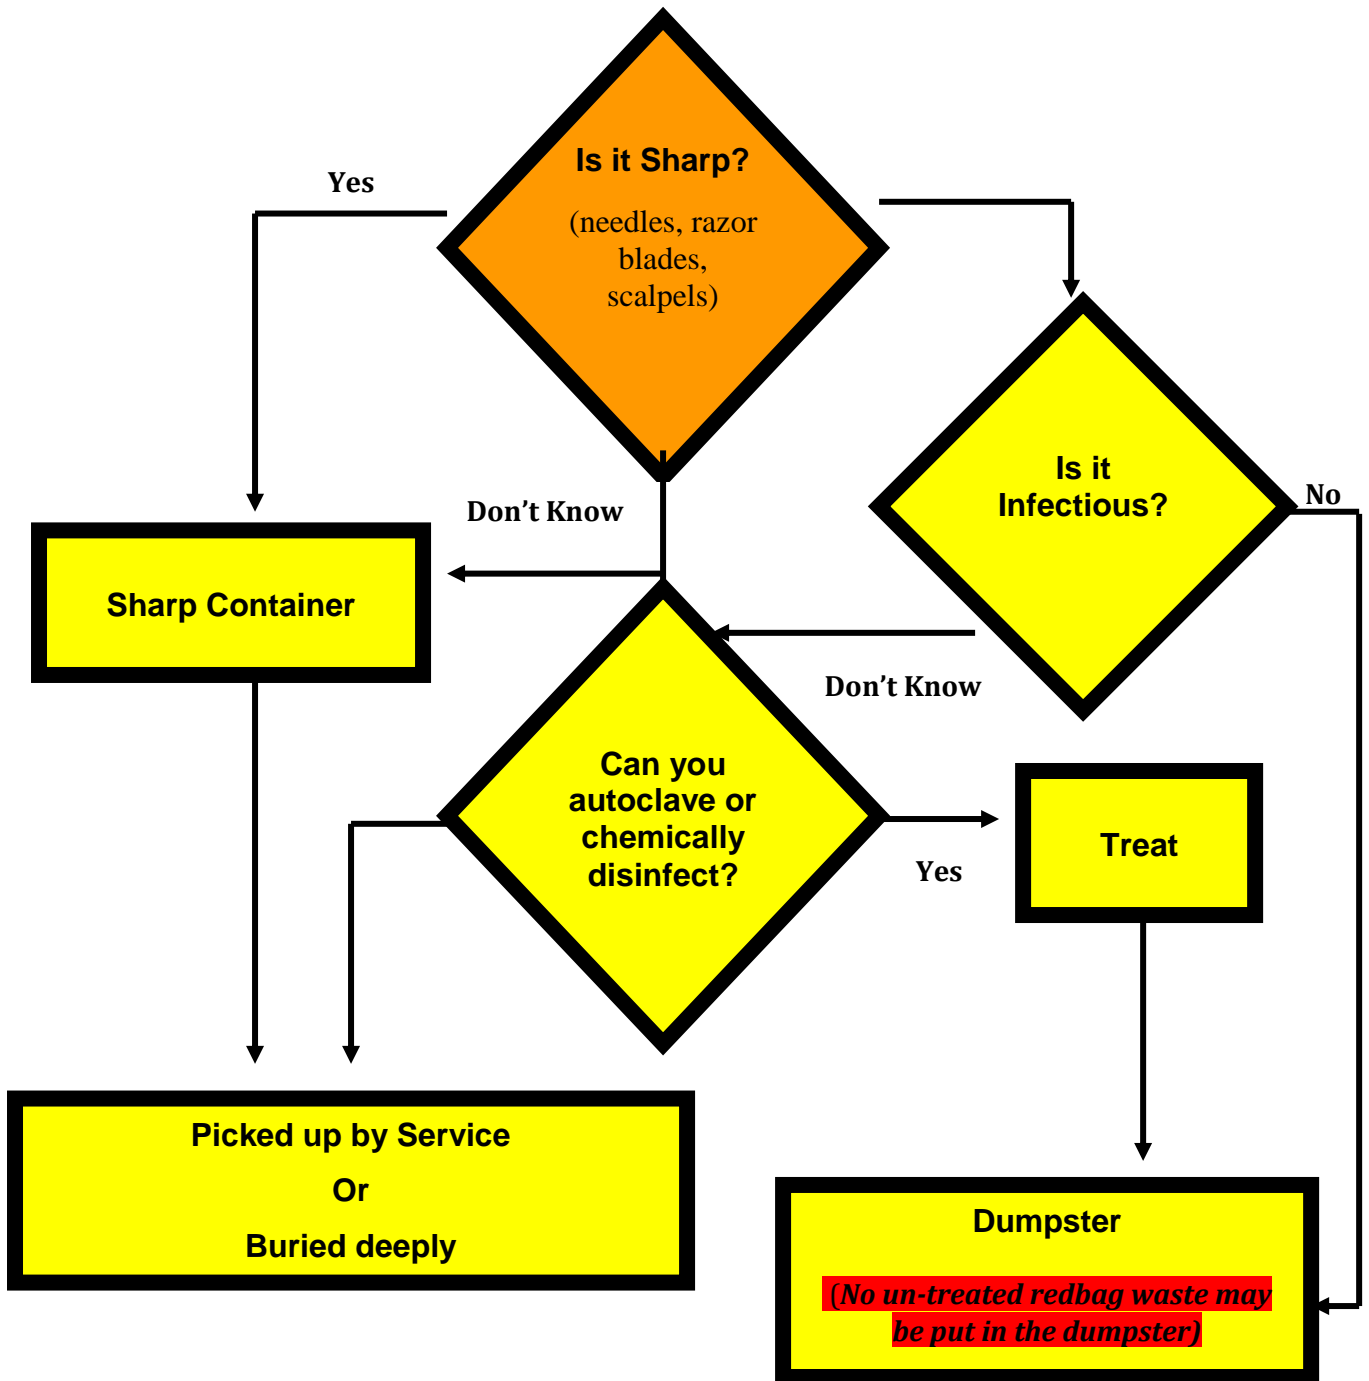 Is it Sharp?
(needles, razor
blades,
scalpels)
Yes
Is it
Infectious?
No
Don’t Know
Sharp Container
Don’t Know
Can you
autoclave or
chemically
disinfect?
Yes
Treat
Picked up by Service
Or
Buried deeply
Dumpster
(No un-treated redbag waste may
be put in the dumpster)